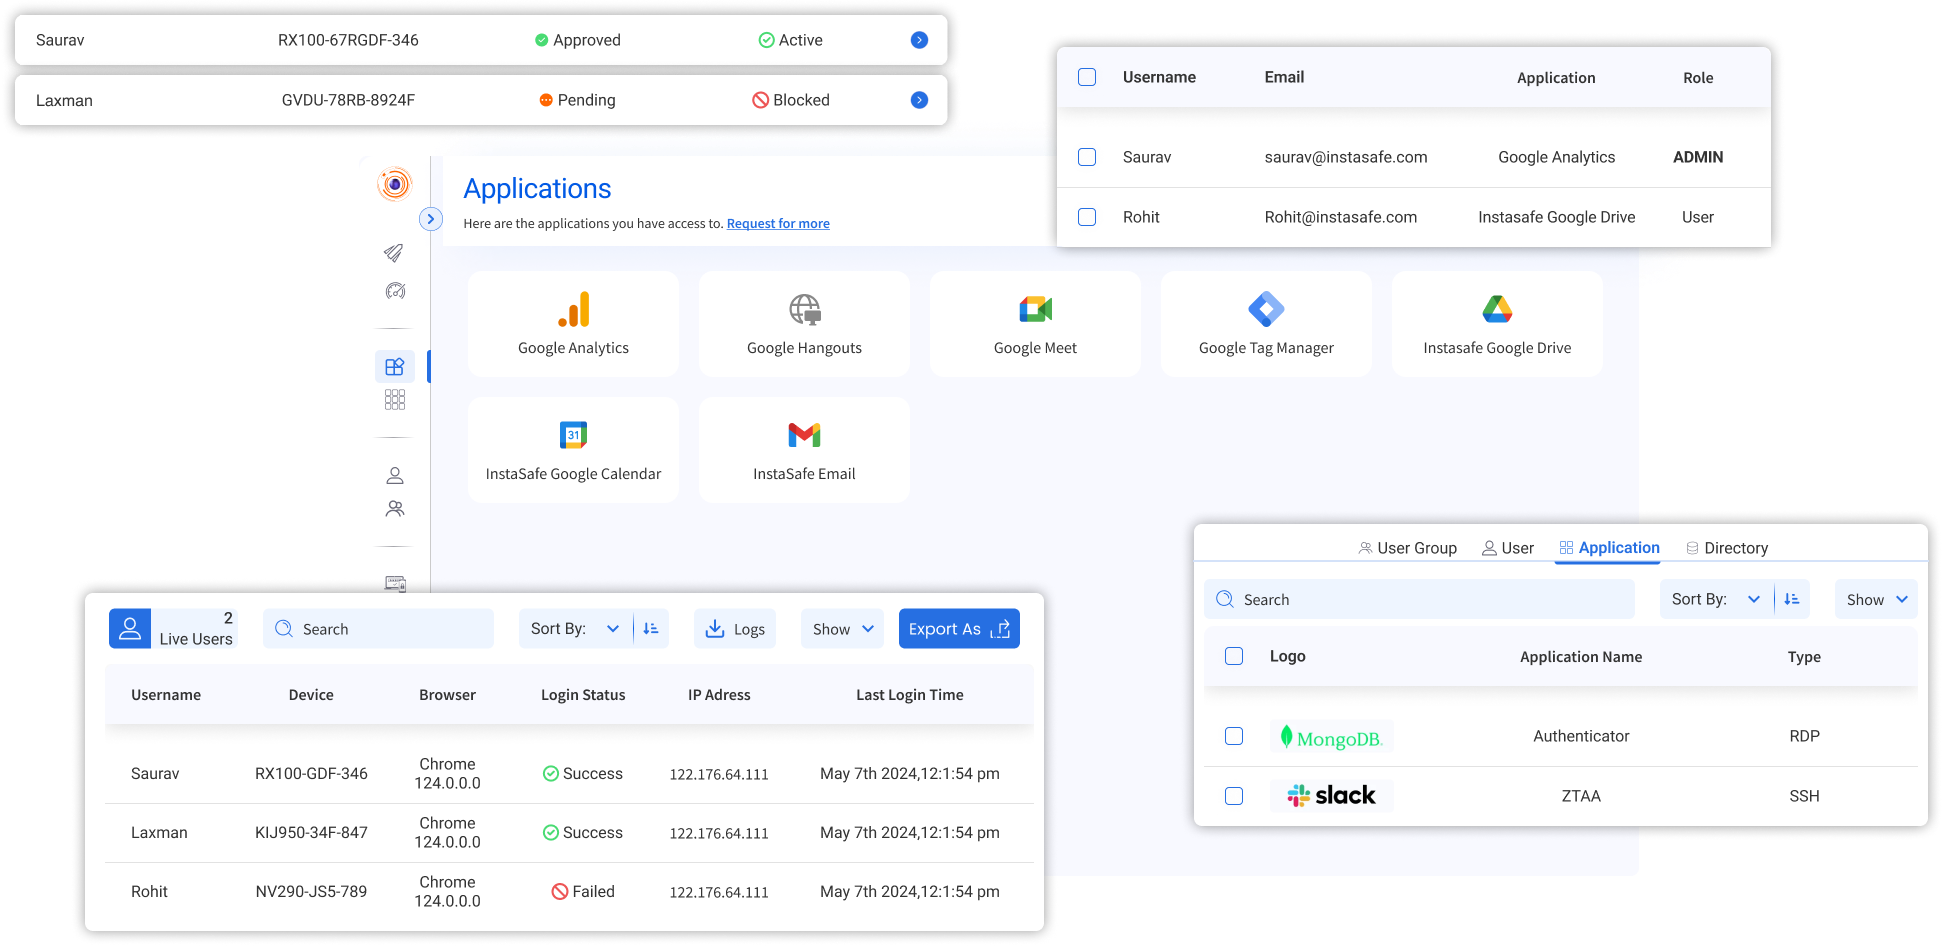 Saurav RX100-67RGDF-346 Approved Active
Laxman GVDU-78RB-8924F Pending Blocked
Username Email Application Role
Saurav saurav@instasafe.com Google Analytics ADMIN
Rohit Rohit@instasafe.com Instasafe Google Drive User
Applications
Here are the applications you have access to. Request for more
Google Analytics Google Hangouts Google Meet Google Tag Manager Instasafe Google Drive
31
InstaSafe Google Calendar InstaSafe Email
User Group User Application Directory
Search Sort By: Show
Logo Application Name Type
MongoDB. Authenticator RDP
slack ZTAA SSH
2
Live Users Search Sort By: Logs Show Export As
Username Device Browser Login Status IP Adress Last Login Time
Saurav RX100-GDF-346 Chrome 124.0.0.0 Success 122.176.64.111 May 7th 2024,12:1:54 pm
Laxman KIJ950-34F-847 Chrome 124.0.0.0 Success 122.176.64.111 May 7th 2024,12:1:54 pm
Rohit NV290-JS5-789 Chrome 124.0.0.0 Failed 122.176.64.111 May 7th 2024,12:1:54 pm